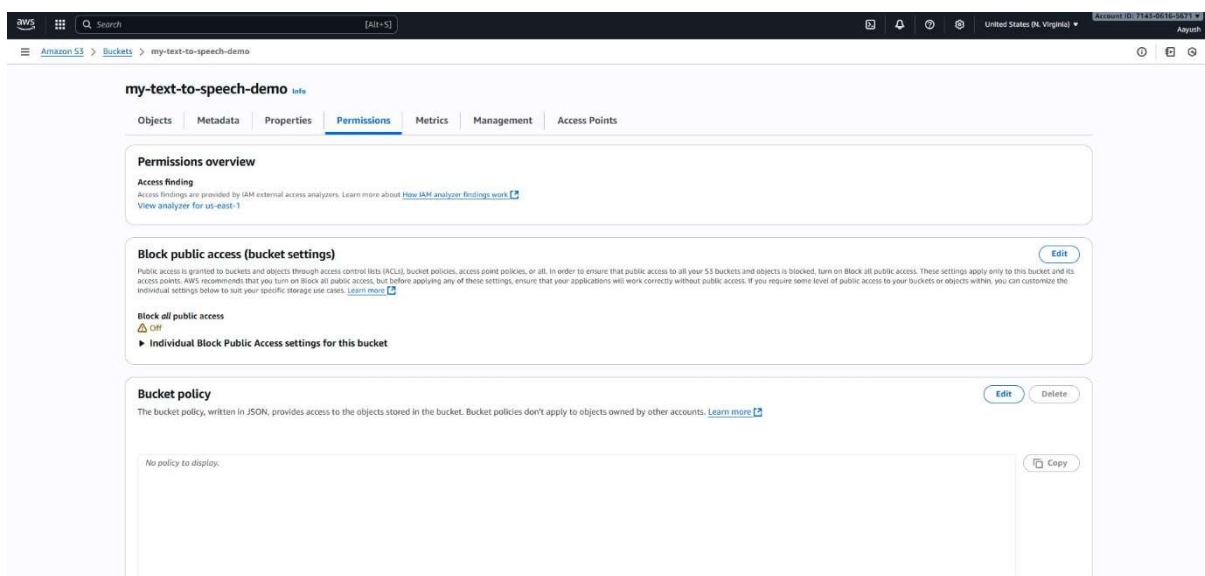 aws
Search [Alt+S]
United States (N. Virginia)
Account ID: 7143-0616-5671
Aayush
Amazon S3 > Buckets > my-text-to-speech-demo
my-text-to-speech-demo Info
Objects Metadata Properties Permissions Metrics Management Access Points
Permissions overview
Access finding
Access findings are provided by IAM external access analyzers. Learn more about How IAM analyzer findings work
View analyzer for us-east-1
Block public access (bucket settings) Edit
Public access is granted to buckets and objects through access control lists (ACLs), bucket policies, access point policies, or all. In order to ensure that public access to all your S3 buckets and objects is blocked, turn on Block all public access. These settings apply only to this bucket and its
access points. AWS recommends that you turn on Block all public access, but before applying any of these settings, ensure that your applications will work correctly without public access. If you require some level of public access to your buckets or objects within, you can customize the
individual settings below to suit your specific storage use cases. Learn more
Block all public access
Off
Individual Block Public Access settings for this bucket
Bucket policy Edit Delete
The bucket policy, written in JSON, provides access to the objects stored in the bucket. Bucket policies don't apply to objects owned by other accounts. Learn more
No policy to display. Copy